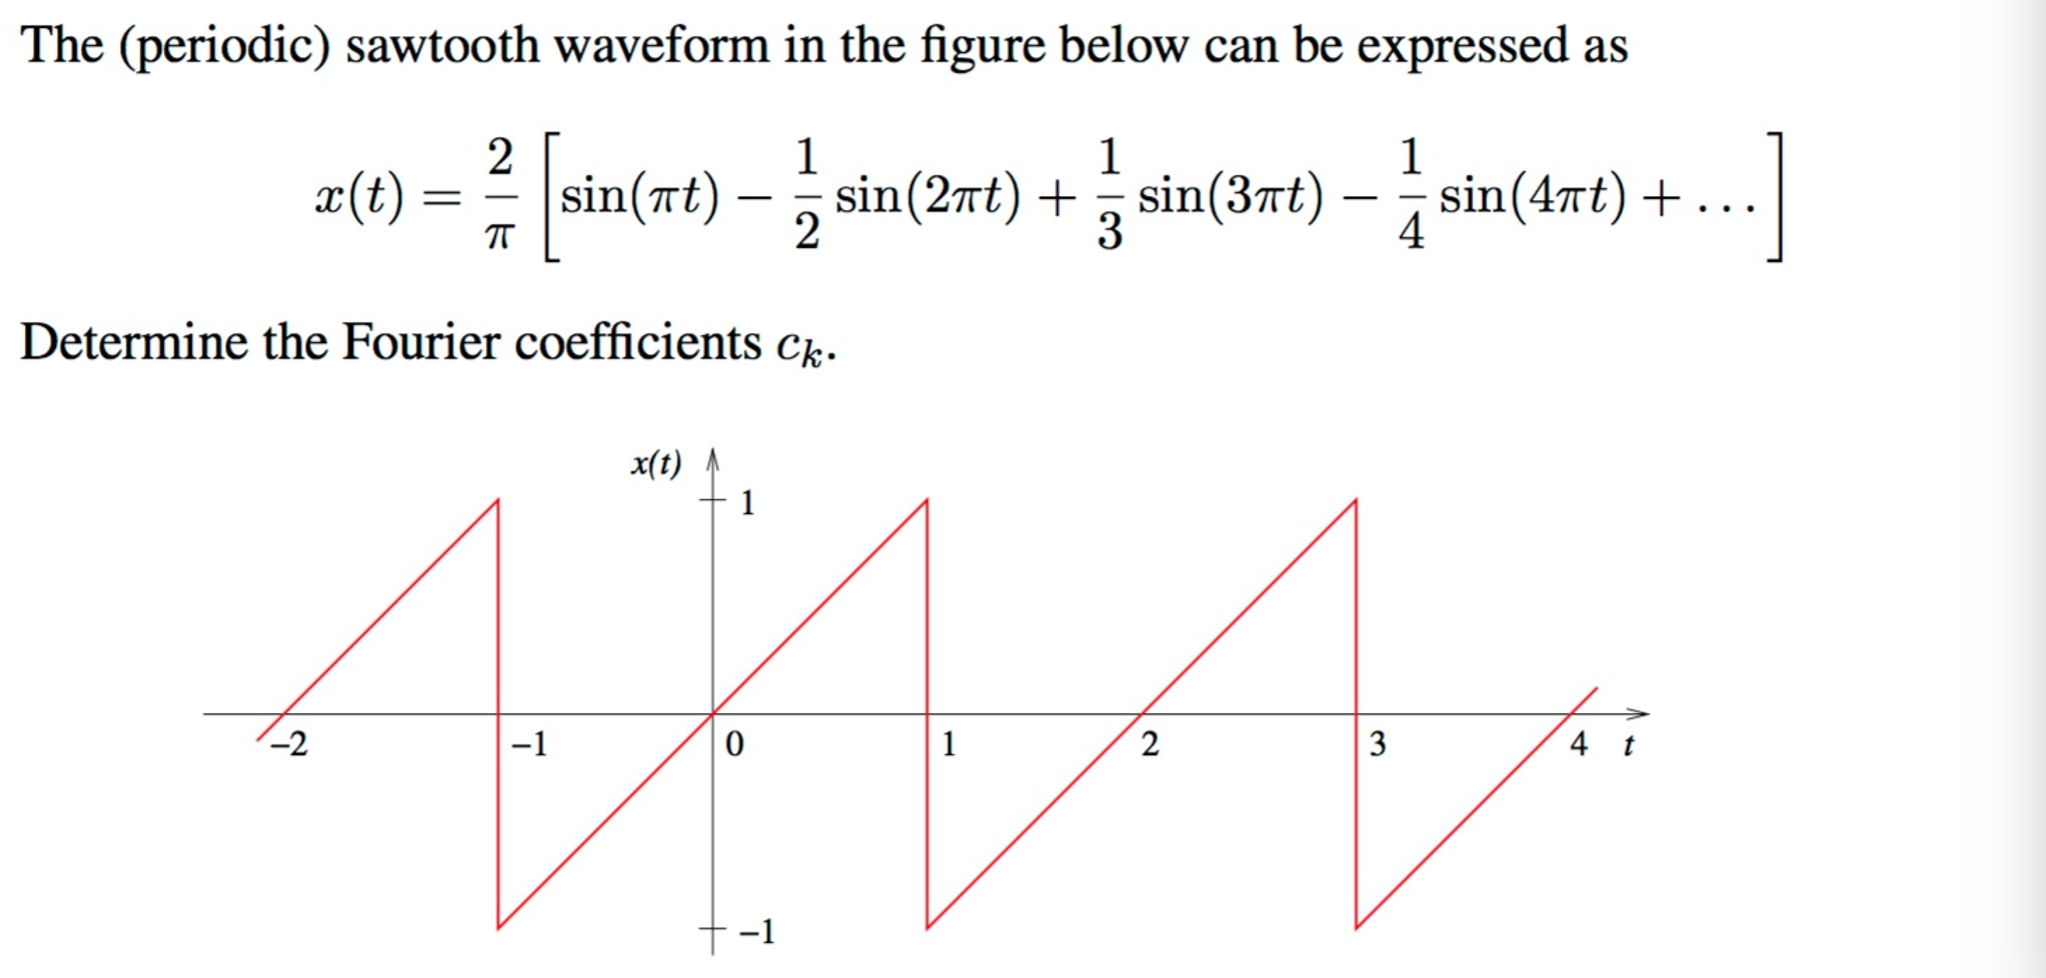 The (periodic) sawtooth waveform in the figure below can be expressed as
x(t) = \frac{2}{\pi} \left[ \sin(\pi t) - \frac{1}{2} \sin(2\pi t) + \frac{1}{3} \sin(3\pi t) - \frac{1}{4} \sin(4\pi t) + \ldots \right]
Determine the Fourier coefficients c_k.
x(t)
1
−2 −1 0 1 2 3 4 t
−1